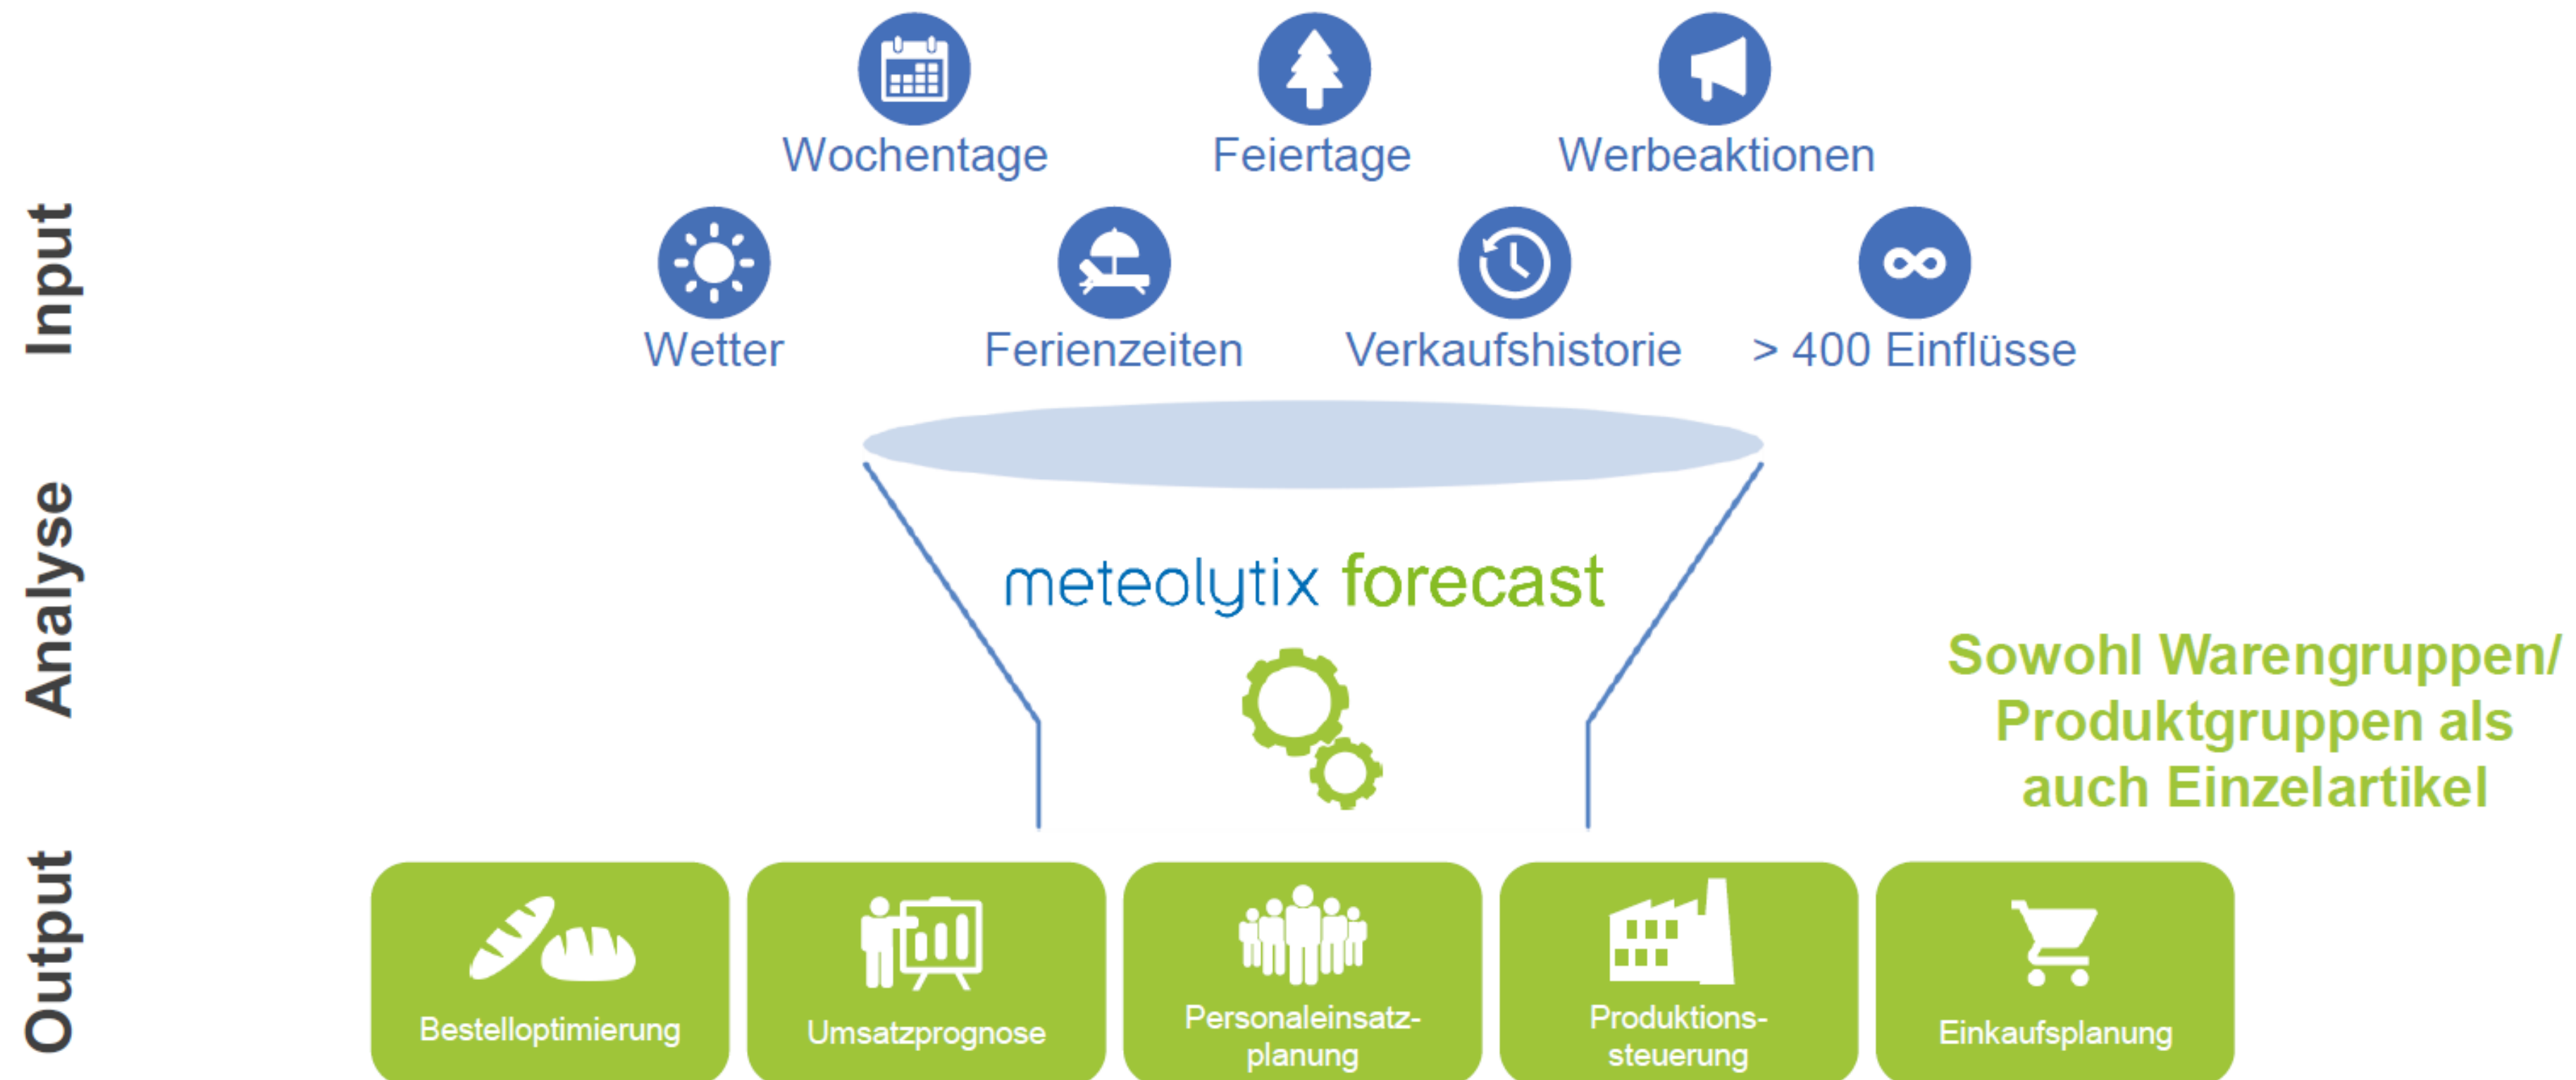 Input
Wochentage
Feiertage
Werbeaktionen
Wetter
Ferienzeiten
Verkaufshistorie
> 400 Einflüsse
Analyse
meteolytix forecast
Sowohl Warengruppen/
Produktgruppen als
auch Einzelartikel
Output
Bestelloptimierung
Umsatzprognose
Personaleinsatz-
planung
Produktions-
steuerung
Einkaufsplanung